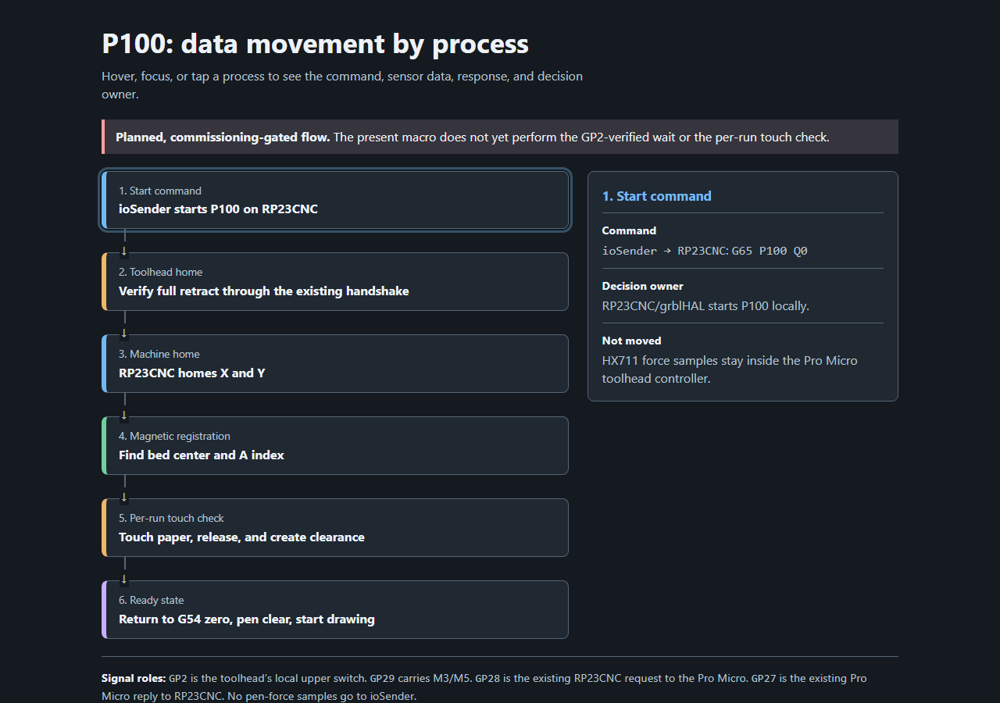 P100: data movement by process
Hover, focus, or tap a process to see the command, sensor data, response, and decision
owner.
Planned, commissioning-gated flow. The present macro does not yet perform the GP2-verified wait or the per-run touch check.
1. Start command
ioSender starts P100 on RP23CNC
↓
2. Toolhead home
Verify full retract through the existing handshake
↓
3. Machine home
RP23CNC homes X and Y
↓
4. Magnetic registration
Find bed center and A index
↓
5. Per-run touch check
Touch paper, release, and create clearance
↓
6. Ready state
Return to G54 zero, pen clear, start drawing
1. Start command
Command
ioSender → RP23CNC: G65 P100 Q0
Decision owner
RP23CNC/grblHAL starts P100 locally.
Not moved
HX711 force samples stay inside the Pro Micro
toolhead controller.
Signal roles: GP2 is the toolhead’s local upper switch. GP29 carries M3/M5. GP28 is the existing RP23CNC request to the Pro Micro. GP27 is the existing Pro
Micro reply to RP23CNC. No pen-force samples go to ioSender.